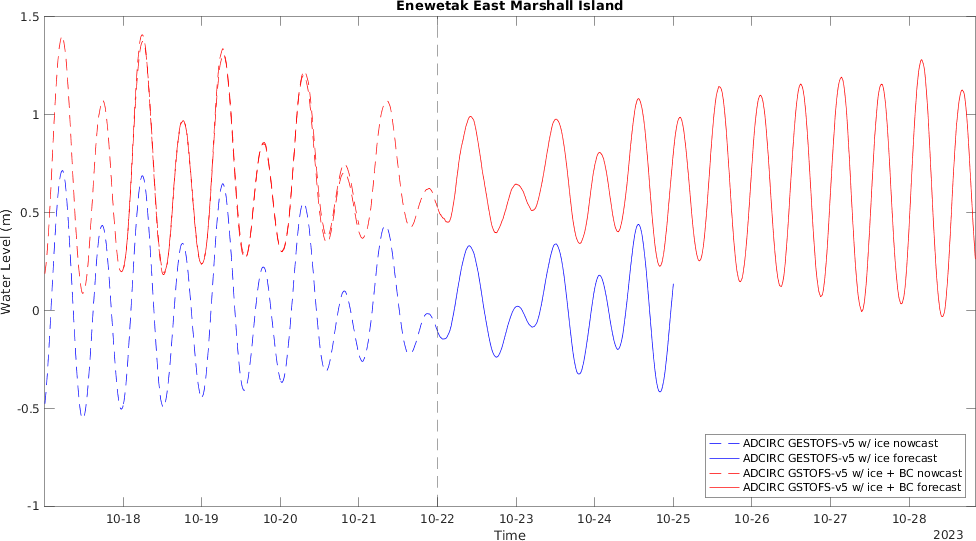 Enewetak East Marshall Island
1.5
1
0.5
0
-0.5
-1
Water Level (m)
10-18 10-19 10-20 10-21 10-22 10-23 10-24 10-25 10-26 10-27 10-28
Time
2023
ADCIRC GESTOFS-v5 w/ ice nowcast
ADCIRC GESTOFS-v5 w/ ice forecast
ADCIRC GSTOFS-v5 w/ ice + BC nowcast
ADCIRC GSTOFS-v5 w/ ice + BC forecast